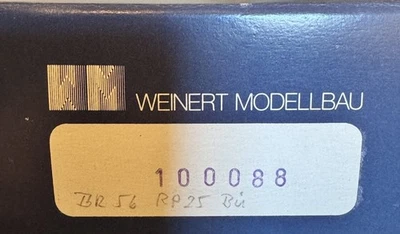 WEINERT MODELLBAU
100088
BR 56 RP25 Bü